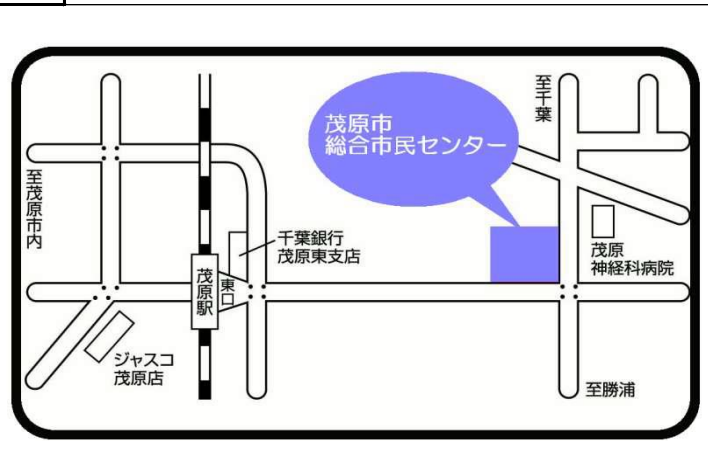 茂原市
総合市民センター
至千葉
至茂原市内
千葉銀行
茂原東支店
茂原
神経科病院
茂原駅
東口
ジャスコ
茂原店
至勝浦